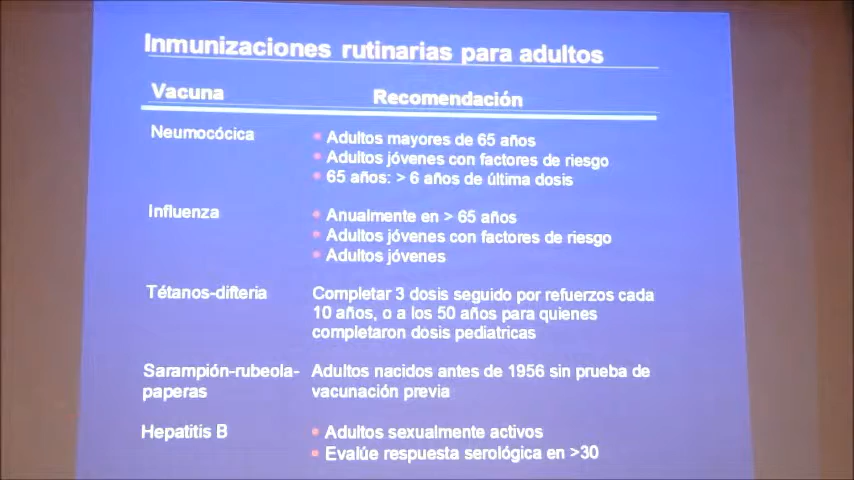 Inmunizaciones rutinarias para adultos
Vacuna Recomendación
Neumocócica
Adultos mayores de 65 años
Adultos jóvenes con factores de riesgo
65 años: > 6 años de última dosis
Influenza
Anualmente en > 65 años
Adultos jóvenes con factores de riesgo
Adultos jóvenes
Tétanos-difteria
Completar 3 dosis seguido por refuerzos cada
10 años, o a los 50 años para quienes
completaron dosis pediatricas
Sarampión-rubeola-
paperas
Adultos nacidos antes de 1956 sin prueba de
vacunación previa
Hepatitis B
Adultos sexualmente activos
Evalúe respuesta serológica en >30